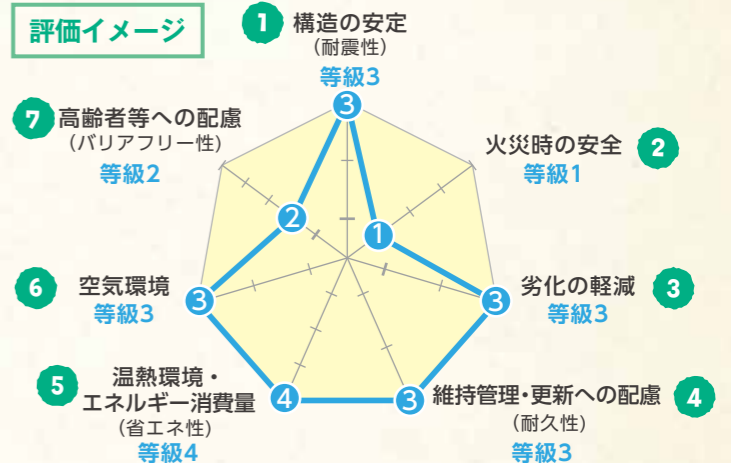 評価イメージ
1 構造の安定
(耐震性)
等級3
3
2 火災時の安全
等級1
1
3 劣化の軽減
等級3
3
4 維持管理・更新への配慮
(耐久性)
等級3
3
5 温熱環境・
エネルギー消費量
(省エネ性)
等級4
4
6 空気環境
等級3
3
7 高齢者等への配慮
(バリアフリー性)
等級2
2